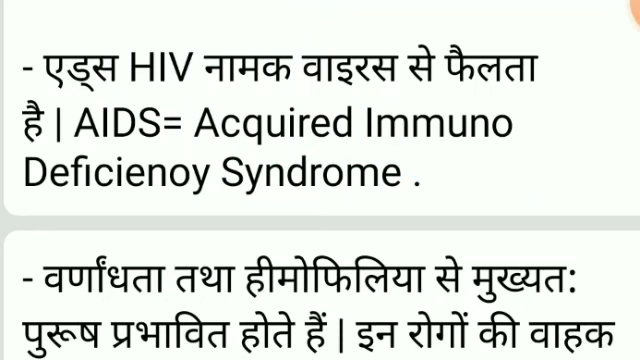 - एड्स HIV नामक वाइरस से फैलता
है | AIDS= Acquired Immuno
Deficienoy Syndrome .
- वर्णांधता तथा हीमोफिलिया से मुख्यत:
पुरूष प्रभावित होते हैं | इन रोगों की वाहक